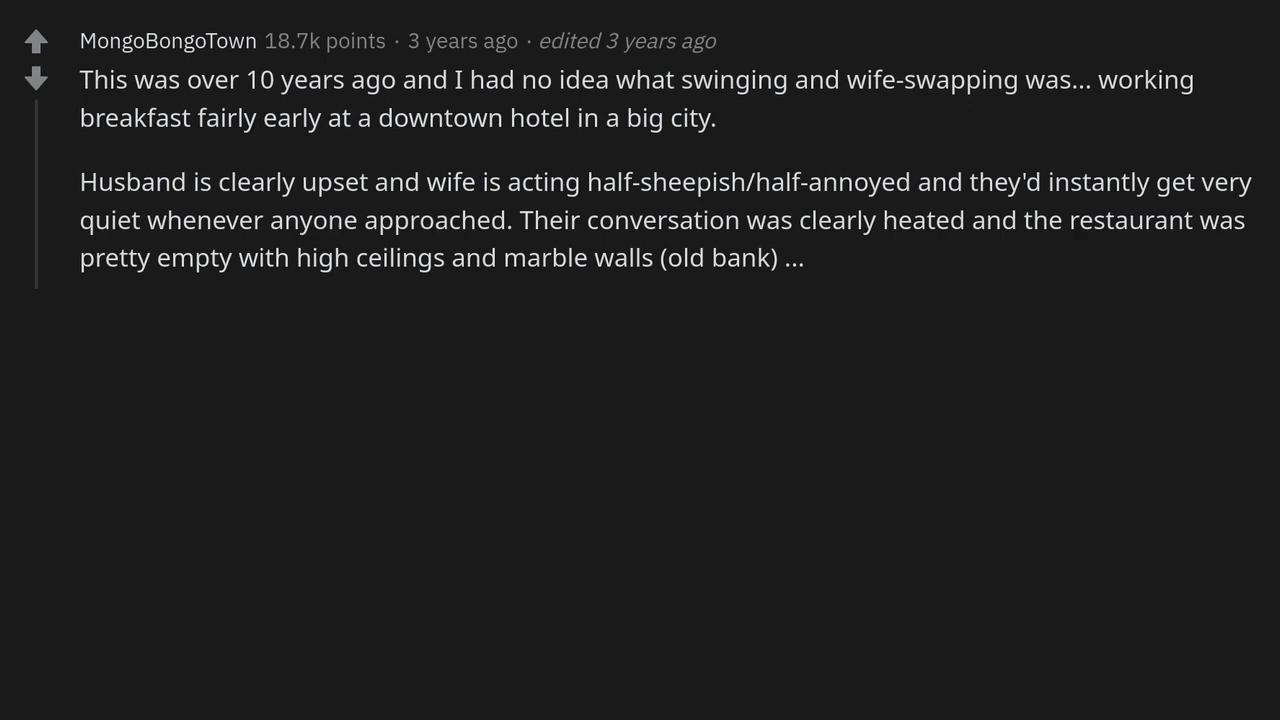 MongoBongoTown 18.7k points · 3 years ago · edited 3 years ago
This was over 10 years ago and I had no idea what swinging and wife-swapping was... working
breakfast fairly early at a downtown hotel in a big city.
Husband is clearly upset and wife is acting half-sheepish/half-annoyed and they'd instantly get very
quiet whenever anyone approached. Their conversation was clearly heated and the restaurant was
pretty empty with high ceilings and marble walls (old bank) ...